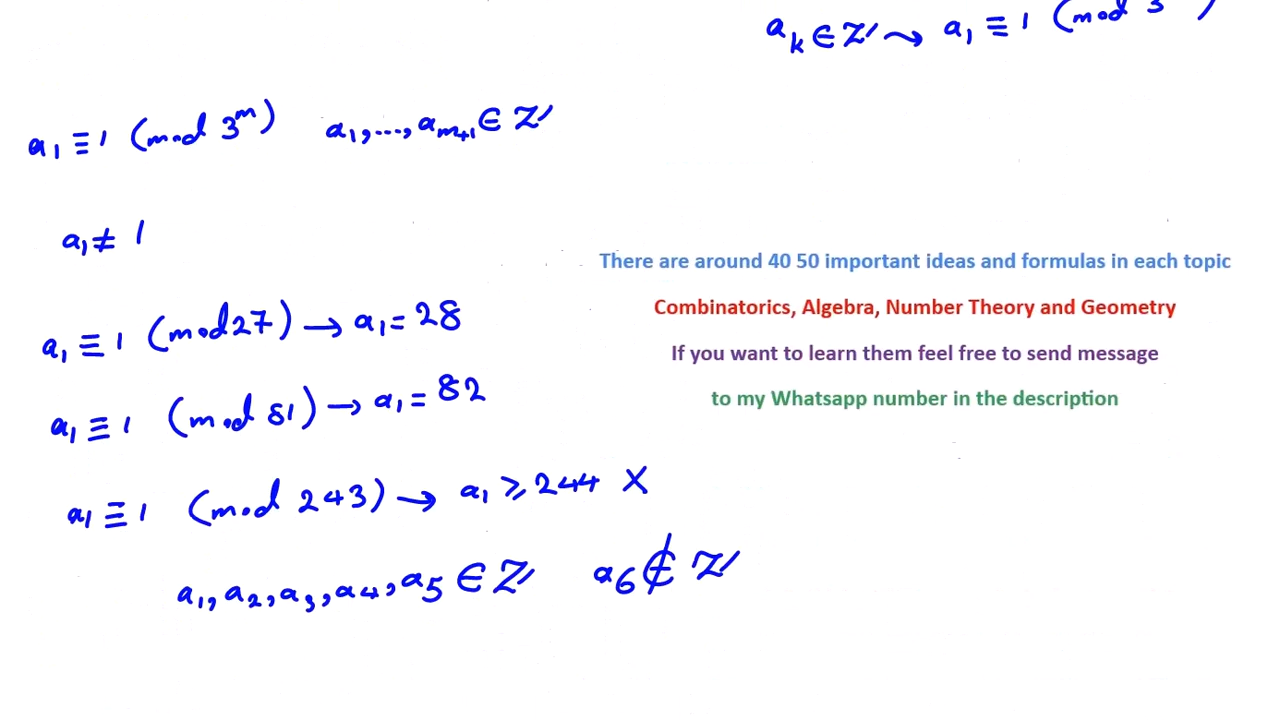 a_k ∈ Z ⇝ a_1 ≡ 1 (mod 3
a_1 ≡ 1 (mod 3^m) a_1, ..., a_{m+1} ∈ Z
a_1 ≠ 1
There are around 40 50 important ideas and formulas in each topic
Combinatorics, Algebra, Number Theory and Geometry
If you want to learn them feel free to send message
to my Whatsapp number in the description
a_1 ≡ 1 (mod 27) → a_1 = 28
a_1 ≡ 1 (mod 81) → a_1 = 82
a_1 ≡ 1 (mod 243) → a_1 ⩾ 244 X
a_1, a_2, a_3, a_4, a_5 ∈ Z a_6 ∉ Z